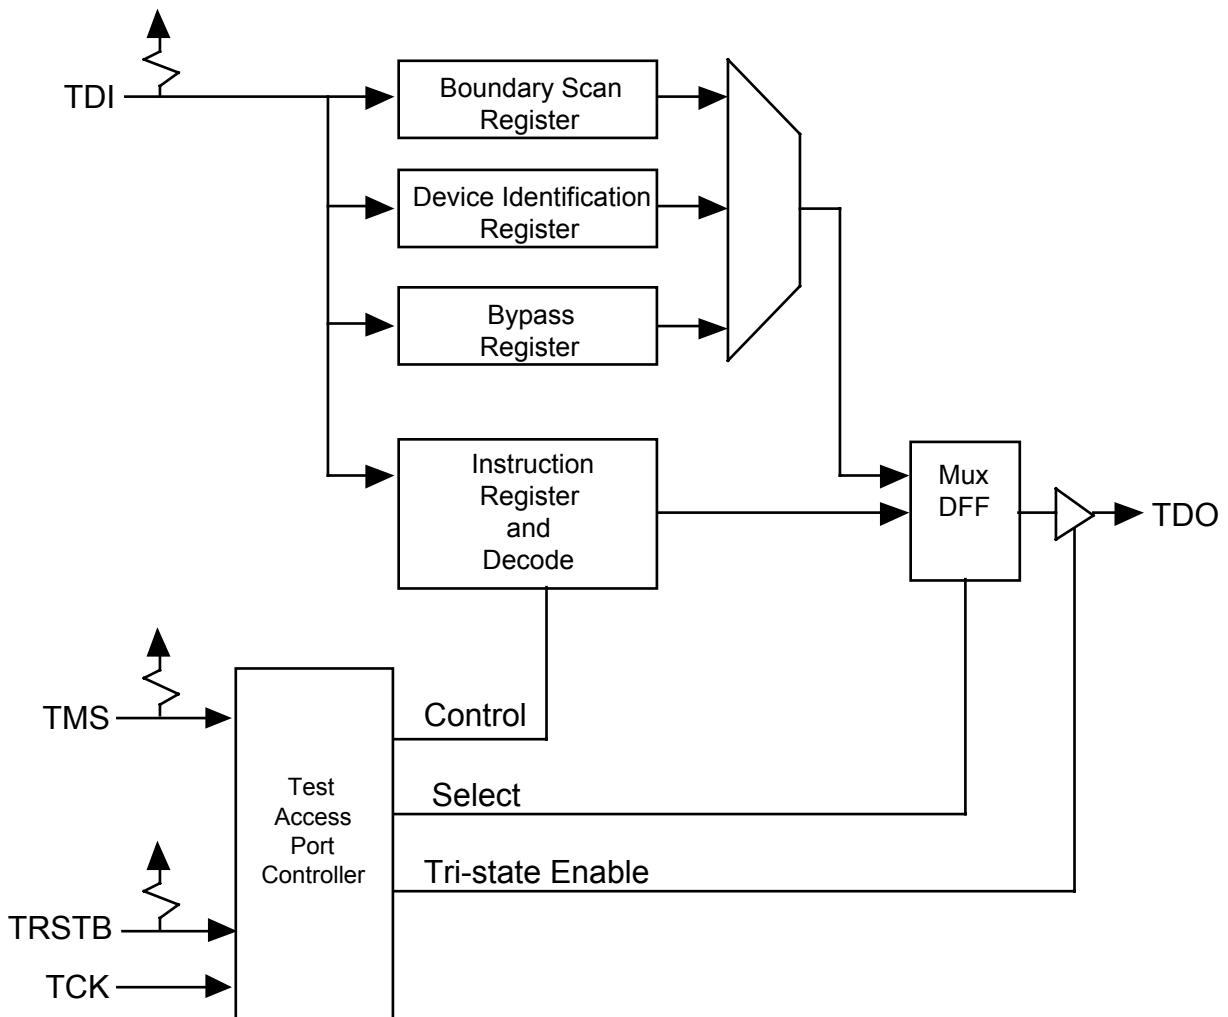 TDI
Boundary Scan
Register
Device Identification
Register
Bypass
Register
Instruction
Register
and
Decode
Mux
DFF
TDO
TMS
Control
Test
Access
Port
Controller
Select
Tri-state Enable
TRSTB
TCK